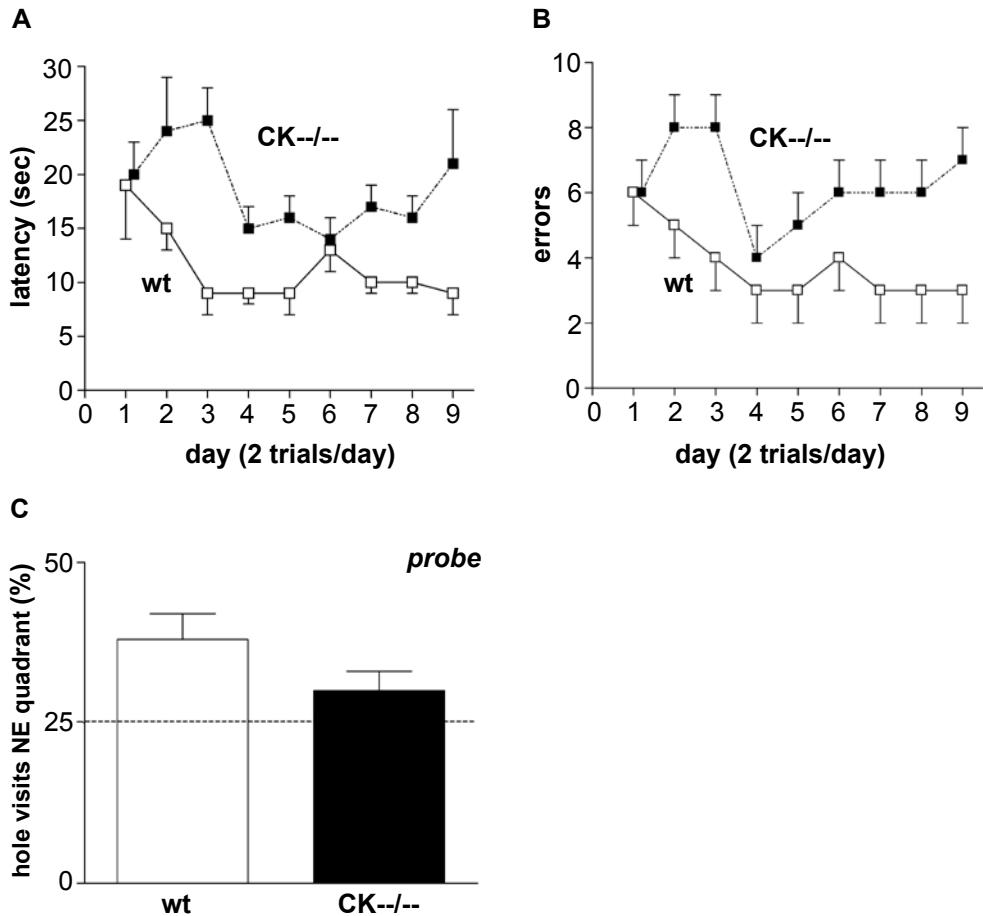 A
latency (sec)
30
25
20
15
10
5
0
CK--/--
wt
0 1 2 3 4 5 6 7 8 9
day (2 trials/day)
B
errors
10
8
6
4
2
0
CK--/--
wt
0 1 2 3 4 5 6 7 8 9
day (2 trials/day)
C
hole visits NE quadrant (%)
50
25
0
probe
wt CK--/--